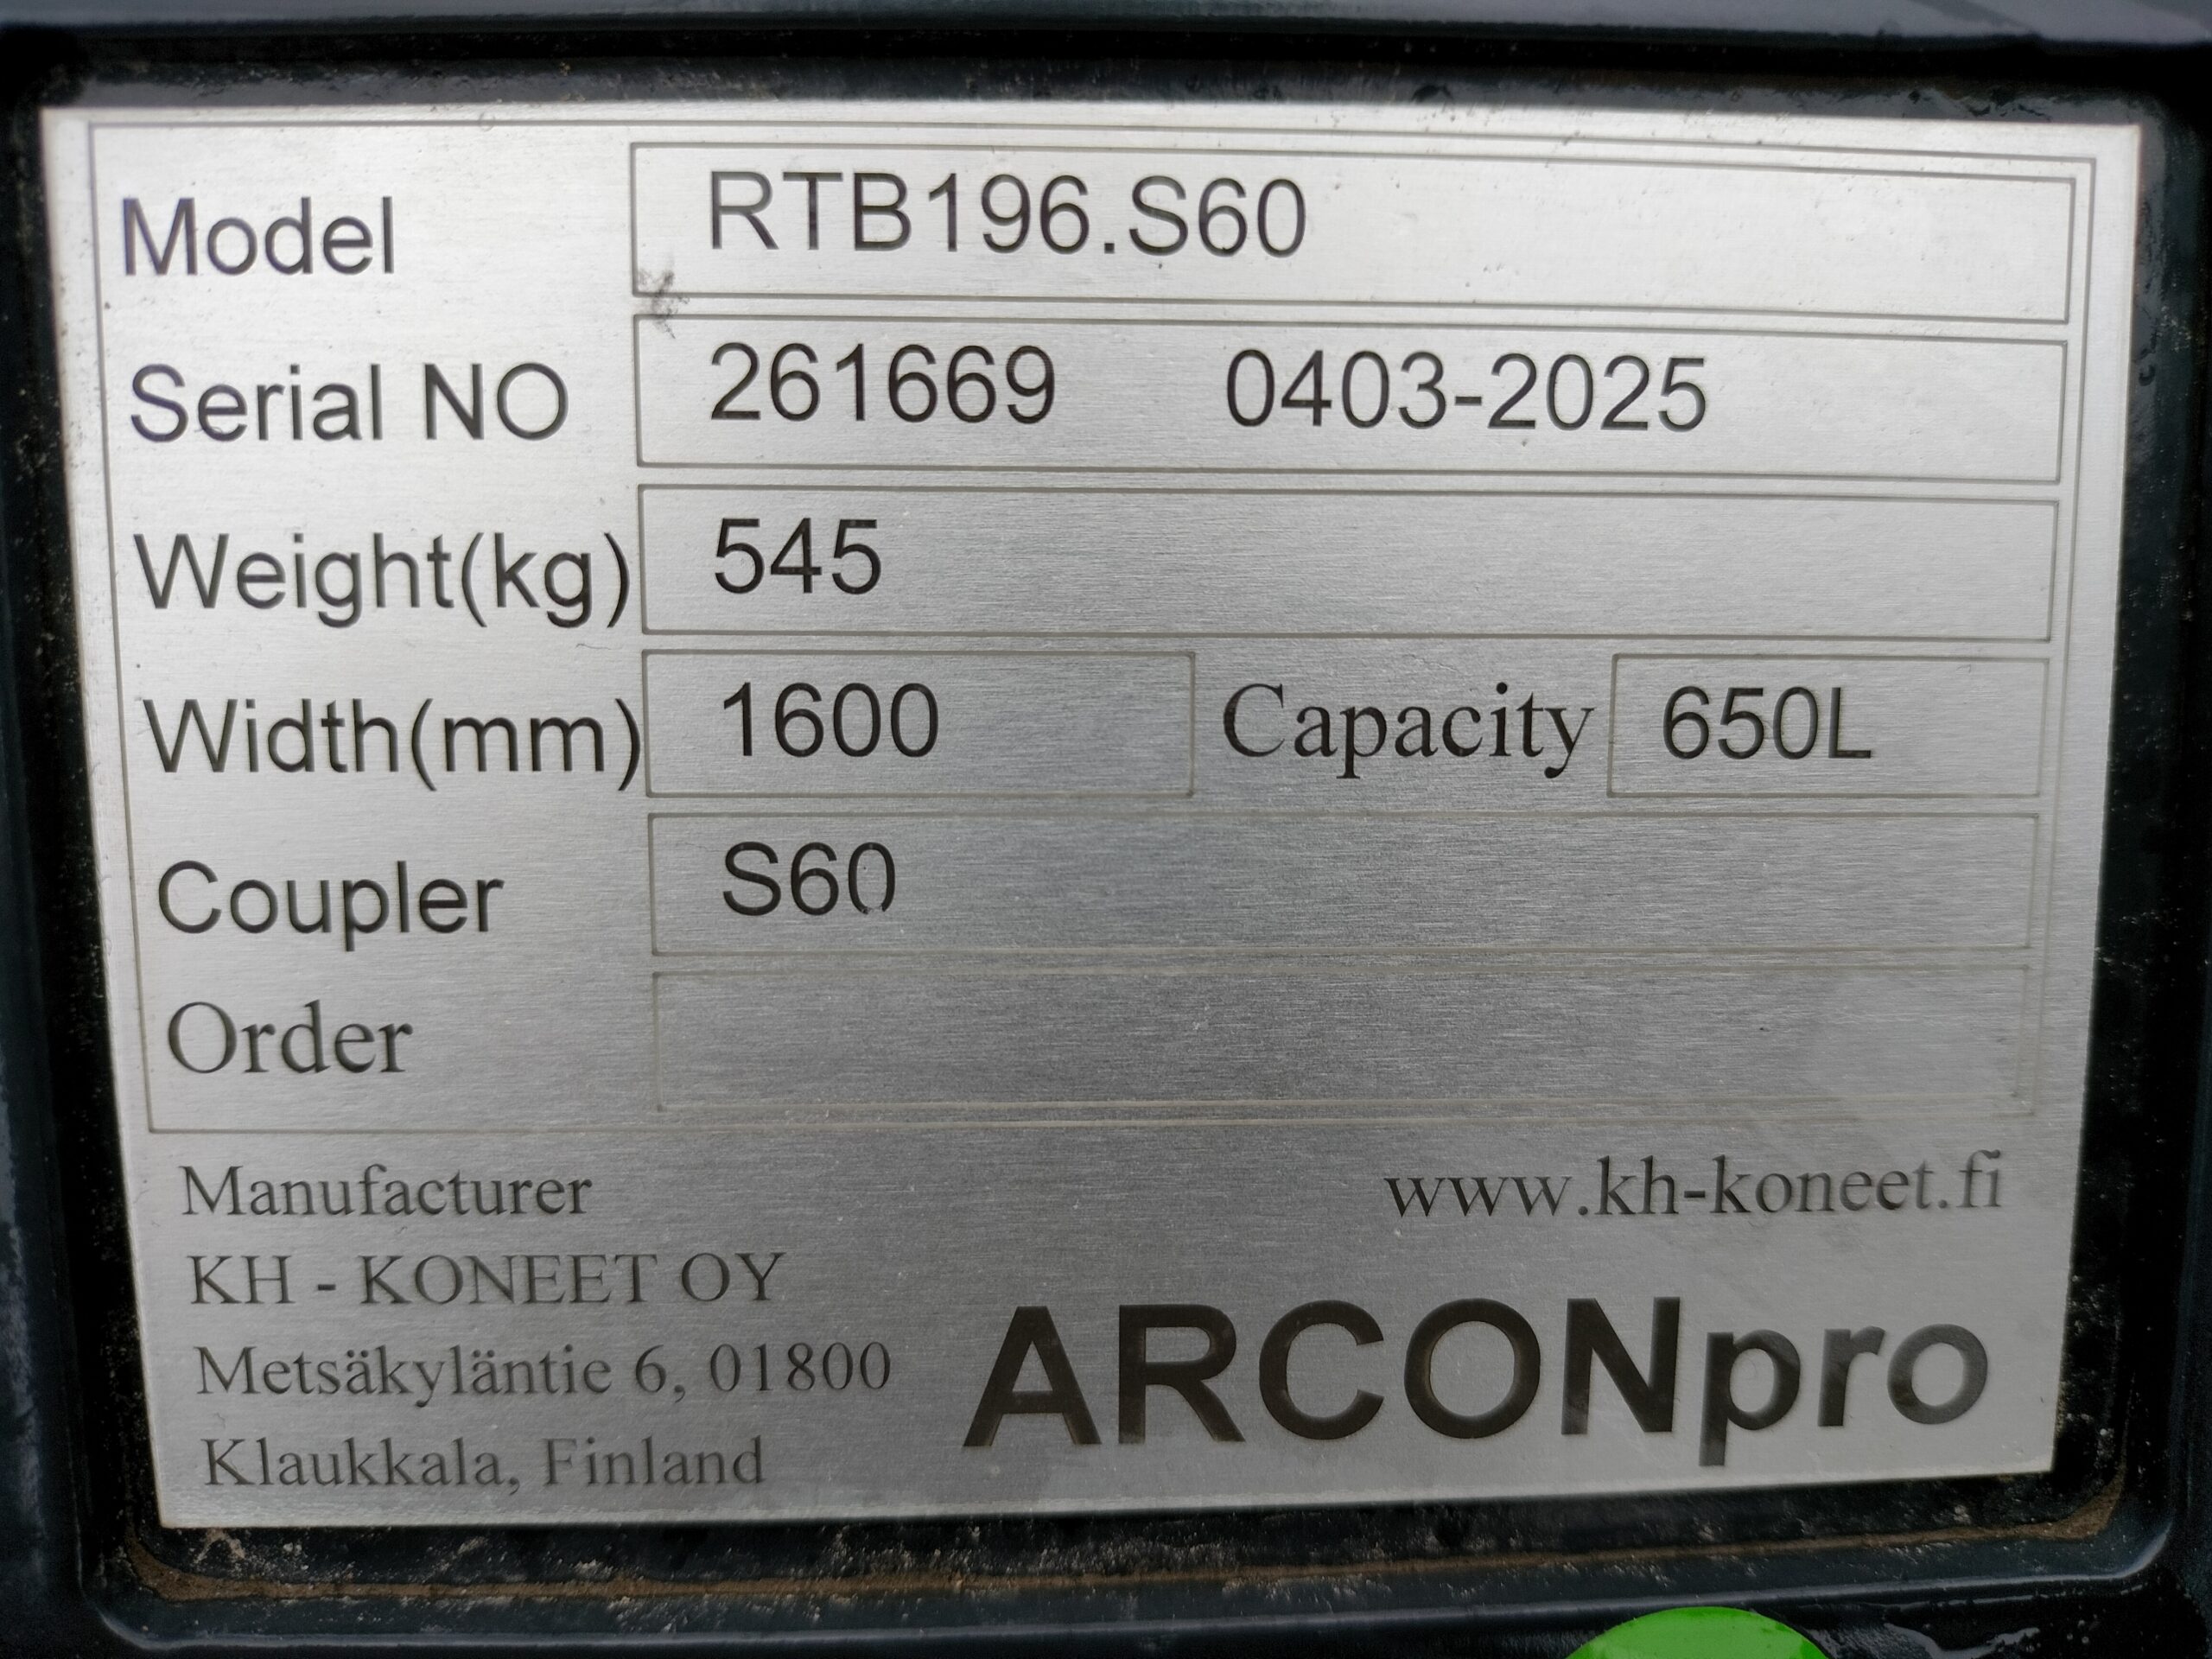 Model RTB196.S60
Serial NO 261669 0403-2025
Weight(kg) 545
Width(mm) 1600 Capacity 650L
Coupler S60
Order
Manufacturer
KH - KONEET OY
Metsäkyläntie 6, 01800
Klaukkala, Finland
www.kh-koneet.fi
ARCONpro